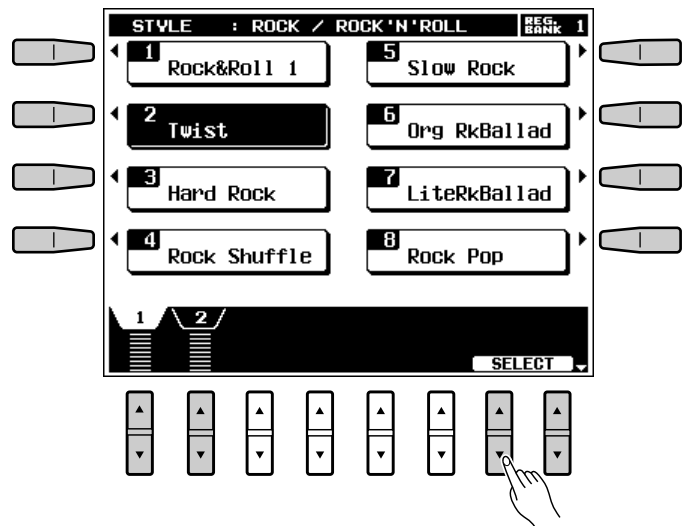 STYLE : ROCK / ROCK'N'ROLL REG. BANK 1
1 Rock&Roll 1
2 Twist
3 Hard Rock
4 Rock Shuffle
5 Slow Rock
6 Org RkBallad
7 LiteRkBallad
8 Rock Pop
1 2
SELECT